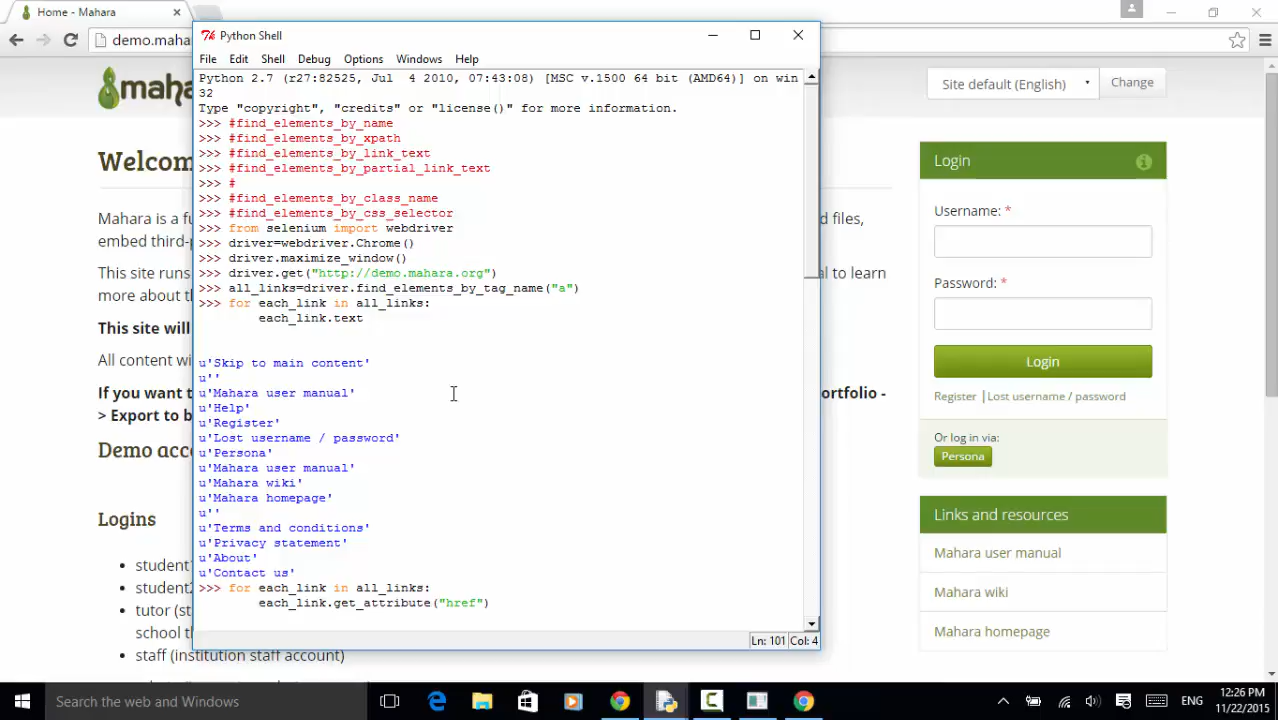 Home - Mahara
demo.maha
Python Shell
File Edit Shell Debug Options Windows Help
Python 2.7 (r27:82525, Jul  4 2010, 07:43:08) [MSC v.1500 64 bit (AMD64)] on win
32
Type "copyright", "credits" or "license()" for more information.
>>> #find_elements_by_name
>>> #find_elements_by_xpath
>>> #find_elements_by_link_text
>>> #find_elements_by_partial_link_text
>>> #
>>> #find_elements_by_class_name
>>> #find_elements_by_css_selector
>>> from selenium import webdriver
>>> driver=webdriver.Chrome()
>>> driver.maximize_window()
>>> driver.get("http://demo.mahara.org")
>>> all_links=driver.find_elements_by_tag_name("a")
>>> for each_link in all_links:
each_link.text
u'Skip to main content'
u''
u'Mahara user manual'
u'Help'
u'Register'
u'Lost username / password'
u'Persona'
u'Mahara user manual'
u'Mahara wiki'
u'Mahara homepage'
u''
u'Terms and conditions'
u'Privacy statement'
u'About'
u'Contact us'
>>> for each_link in all_links:
each_link.get_attribute("href")
Ln: 101 Col: 4
maha
Site default (English) Change
Welcom
Mahara is a fu
d files,
embed third-p
This site runs
al to learn
more about th
This site will
All content wi
If you want t
ortfolio -
> Export to b
Demo acc
Logins
• student
• student2
• tutor (st
school th
• staff (institution staff account)
Login
Username: *
Password: *
Login
Register | Lost username / password
Or log in via:
Persona
Links and resources
Mahara user manual
Mahara wiki
Mahara homepage
Search the web and Windows
ENG
12:26 PM
11/22/2015